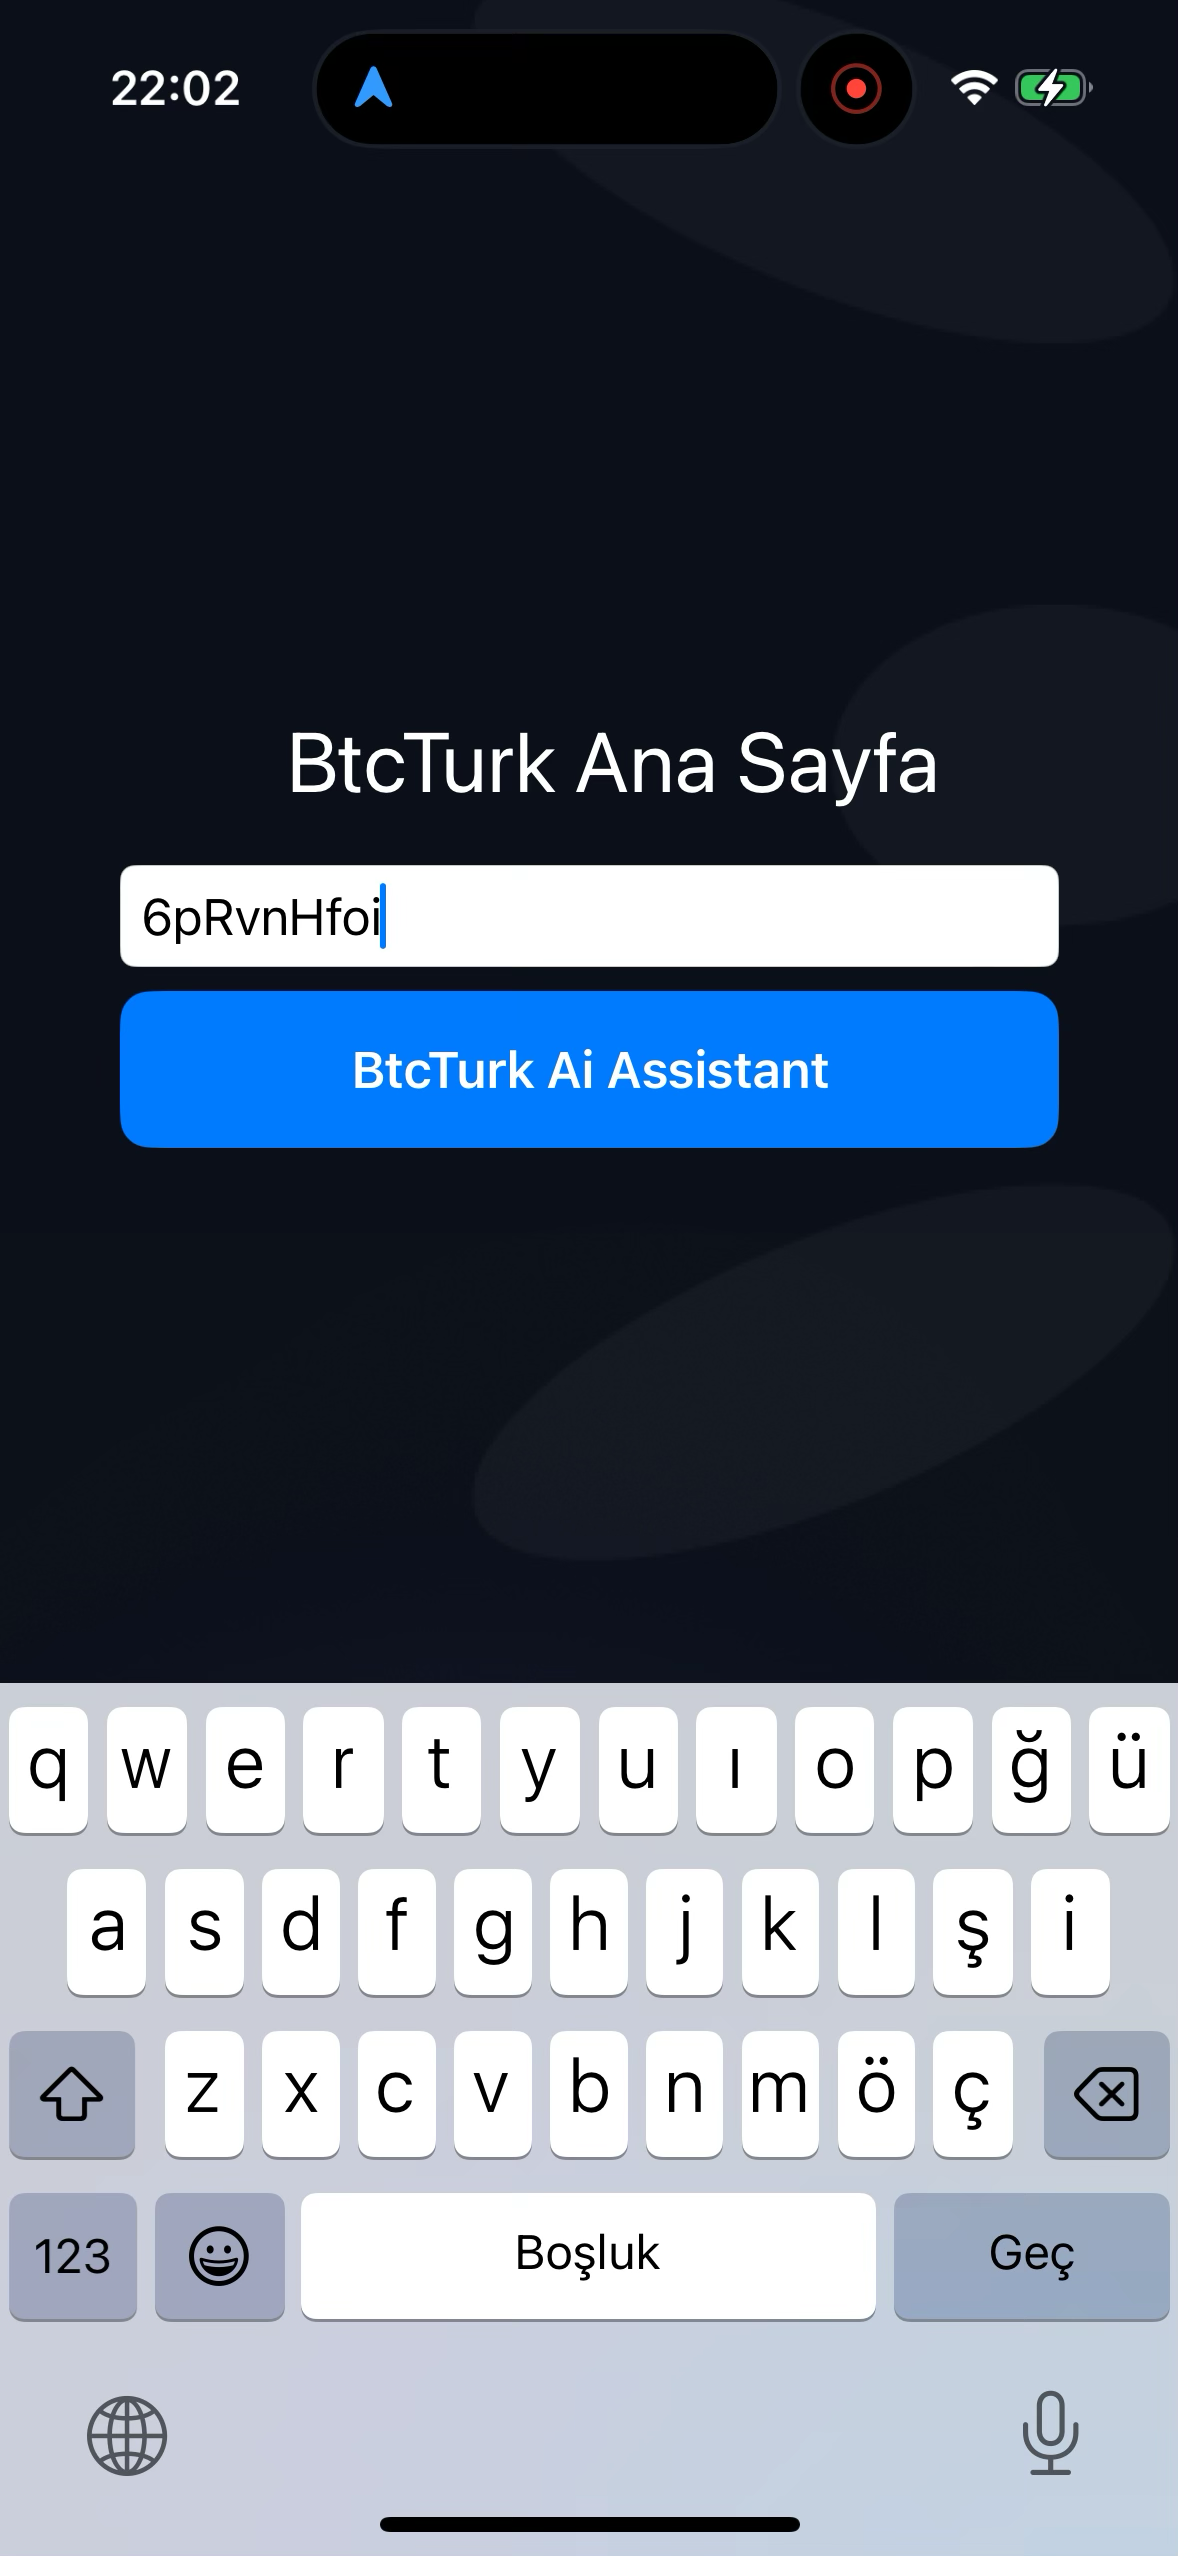 22:02
BtcTurk Ana Sayfa
6pRvnHfoi
BtcTurk Ai Assistant
q w e r t y u ı o p ğ ü
a s d f g h j k l ş i
z x c v b n m ö ç
123 Boşluk Geç